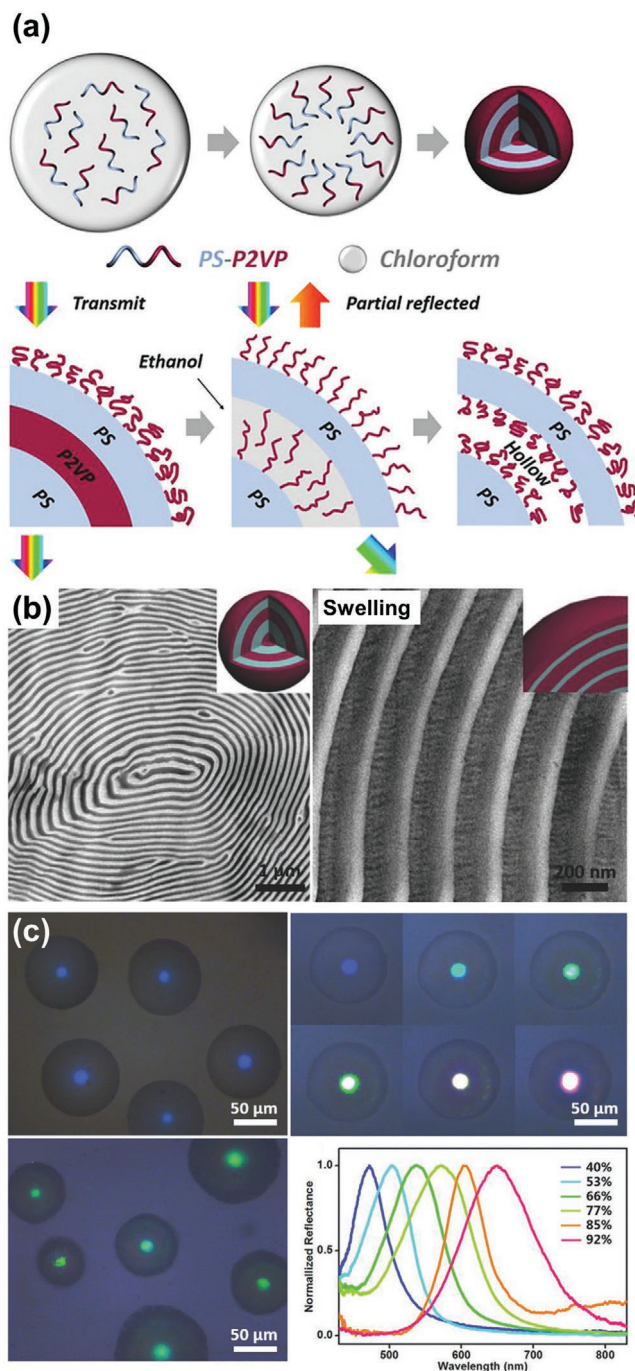 (a)
PS-P2VP
Chloroform
Transmit
Partial reflected
Ethanol
PS
P2VP
PS
PS
PS
PS
Hollow
PS
(b)
Swelling
1 µm
200 nm
(c)
50 µm
50 µm
50 µm
Normallized Reflectance
1.0
0.5
0.0
40%
53%
66%
77%
85%
92%
500
600
700
800
Wavelength (nm)